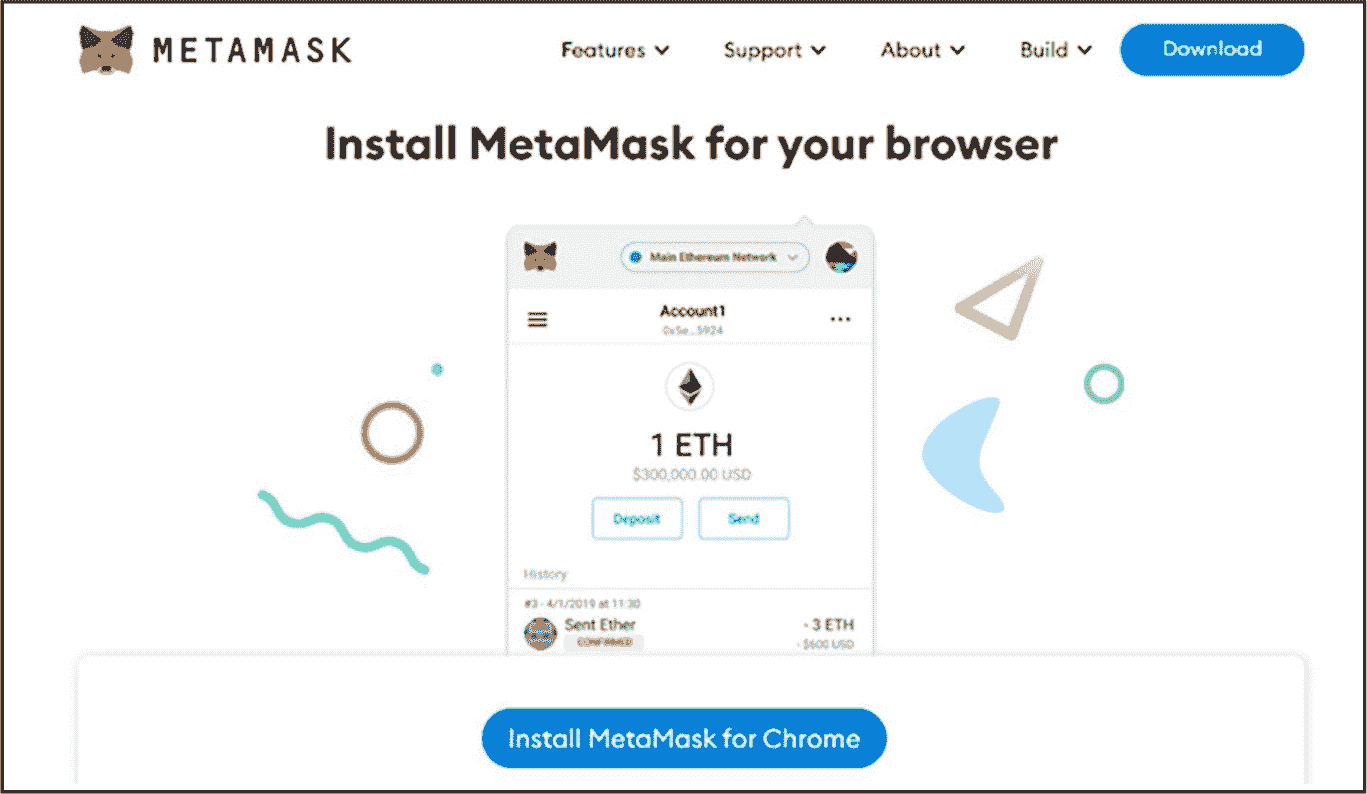 METAMASK
Features
Support
About
Build
Download
Install MetaMask for your browser
Main Ethereum Network
Account1
0x5e...5924
1 ETH
$300,000.00 USD
Deposit
Send
History
#3 - 4/1/2019 at 11:30
Sent Ether
- 3 ETH
CONFIRMED
- $600 USD
Install MetaMask for Chrome